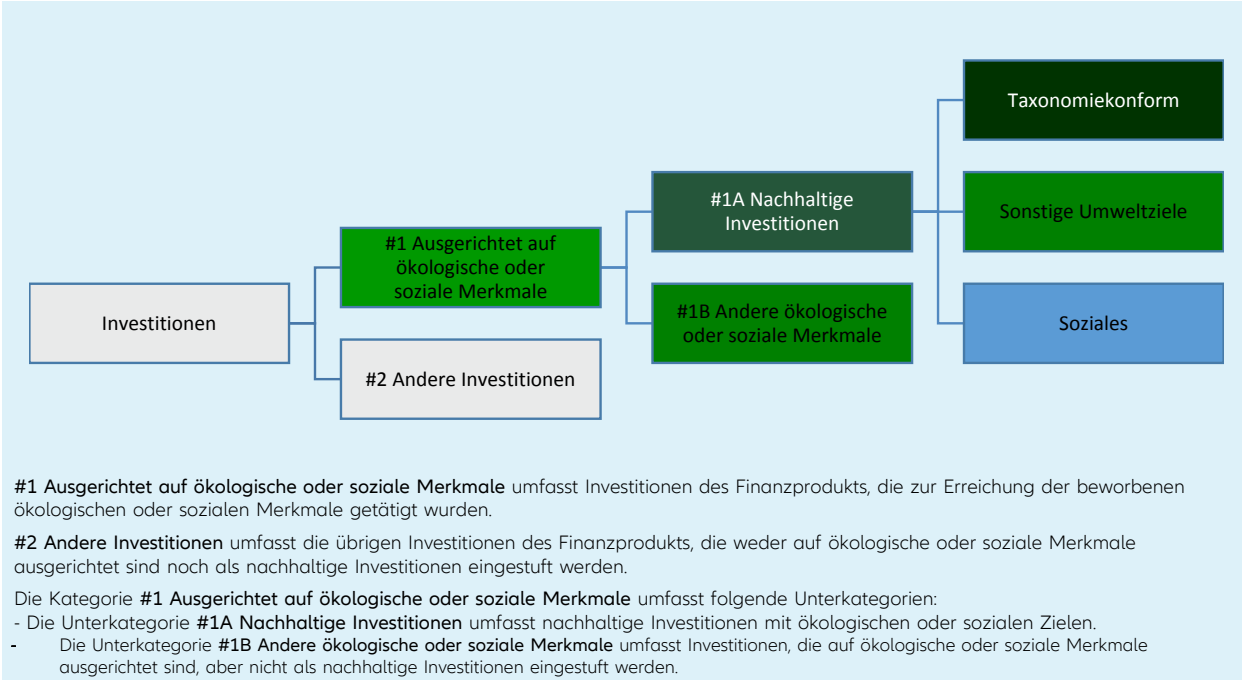 Taxonomiekonform
#1A Nachhaltige
Investitionen
Sonstige Umweltziele
#1 Ausgerichtet auf
ökologische oder
soziale Merkmale
Investitionen
#1B Andere ökologische
oder soziale Merkmale
Soziales
#2 Andere Investitionen
#1 Ausgerichtet auf ökologische oder soziale Merkmale umfasst Investitionen des Finanzprodukts, die zur Erreichung der beworbenen
ökologischen oder sozialen Merkmale getätigt wurden.
#2 Andere Investitionen umfasst die übrigen Investitionen des Finanzprodukts, die weder auf ökologische oder soziale Merkmale
ausgerichtet sind noch als nachhaltige Investitionen eingestuft werden.
Die Kategorie #1 Ausgerichtet auf ökologische oder soziale Merkmale umfasst folgende Unterkategorien:
- Die Unterkategorie #1A Nachhaltige Investitionen umfasst nachhaltige Investitionen mit ökologischen oder sozialen Zielen.
- Die Unterkategorie #1B Andere ökologische oder soziale Merkmale umfasst Investitionen, die auf ökologische oder soziale Merkmale
ausgerichtet sind, aber nicht als nachhaltige Investitionen eingestuft werden.